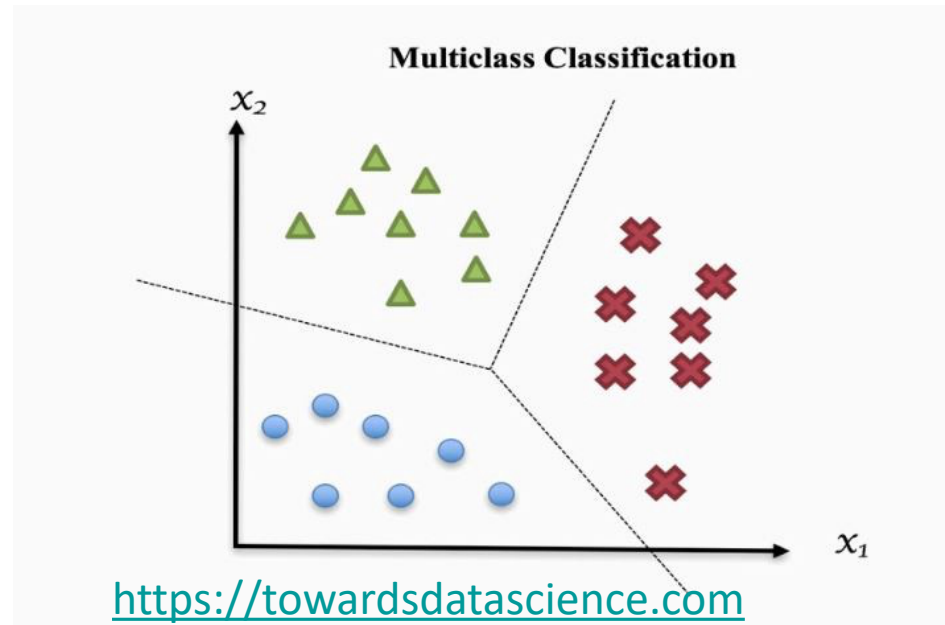 Multiclass Classification
x₂
x₁
https://towardsdatascience.com